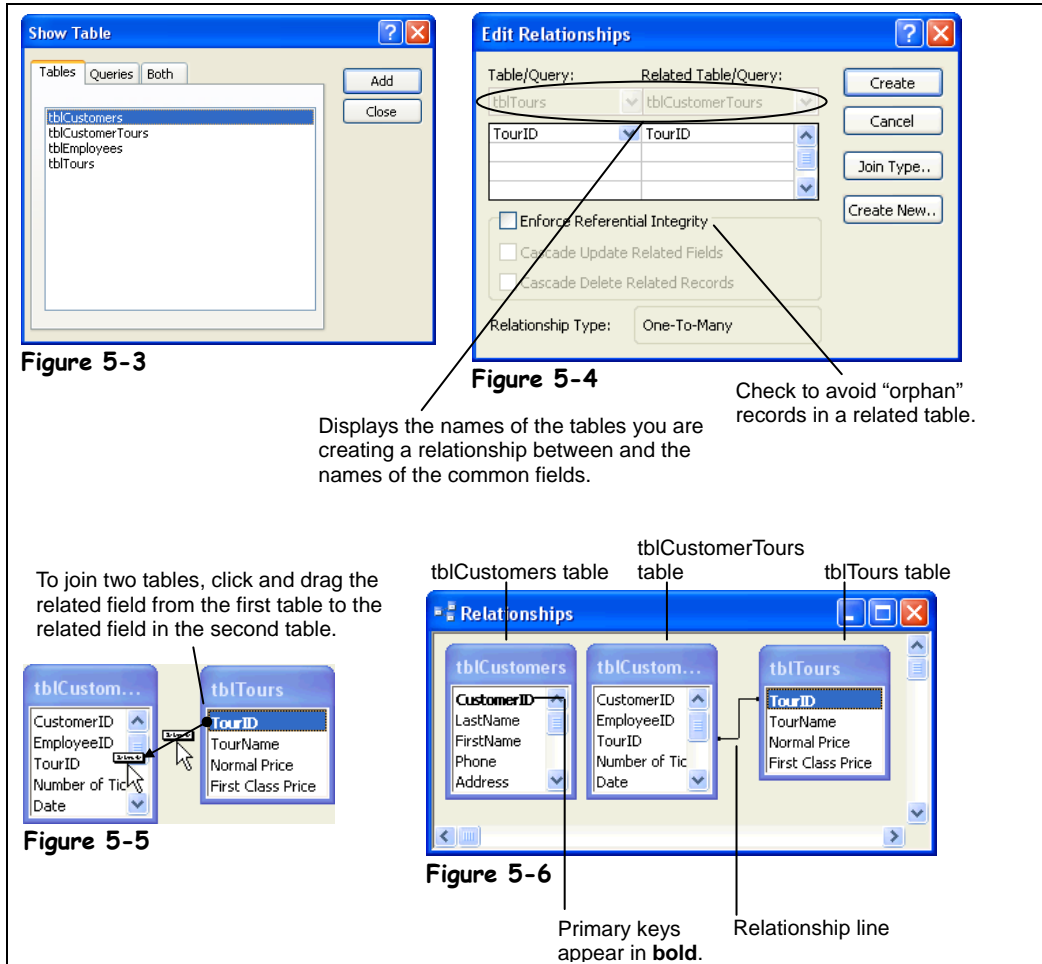 Show Table
Tables Queries Both
Add
Close
tblCustomers
tblCustomerTours
tblEmployees
tblTours
Figure 5-3
Edit Relationships
Table/Query: Related Table/Query:
tblTours tblCustomerTours
TourID TourID
Create
Cancel
Join Type..
Create New..
Enforce Referential Integrity
Cascade Update Related Fields
Cascade Delete Related Records
Relationship Type: One-To-Many
Figure 5-4
Displays the names of the tables you are
creating a relationship between and the
names of the common fields.
Check to avoid “orphan”
records in a related table.
To join two tables, click and drag the
related field from the first table to the
related field in the second table.
tblCustom...
CustomerID
EmployeeID
TourID
Number of Tic
Date
tblTours
TourID
TourName
Normal Price
First Class Price
Figure 5-5
tblCustomers table
tblCustomerTours
table
tblTours table
Relationships
tblCustomers
CustomerID
LastName
FirstName
Phone
Address
tblCustom...
CustomerID
EmployeeID
TourID
Number of Tic
Date
tblTours
TourID
TourName
Normal Price
First Class Price
Figure 5-6
Primary keys
appear in bold.
Relationship line